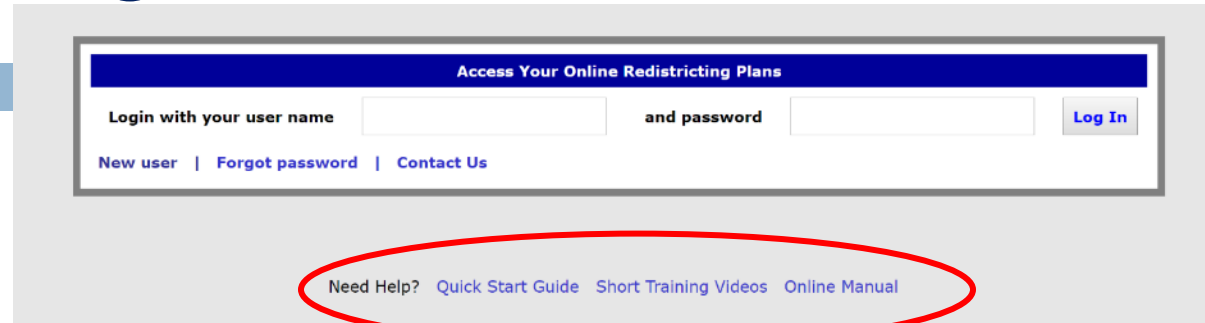 Access Your Online Redistricting Plans
Login with your user name and password Log In
New user | Forgot password | Contact Us
Need Help? Quick Start Guide Short Training Videos Online Manual